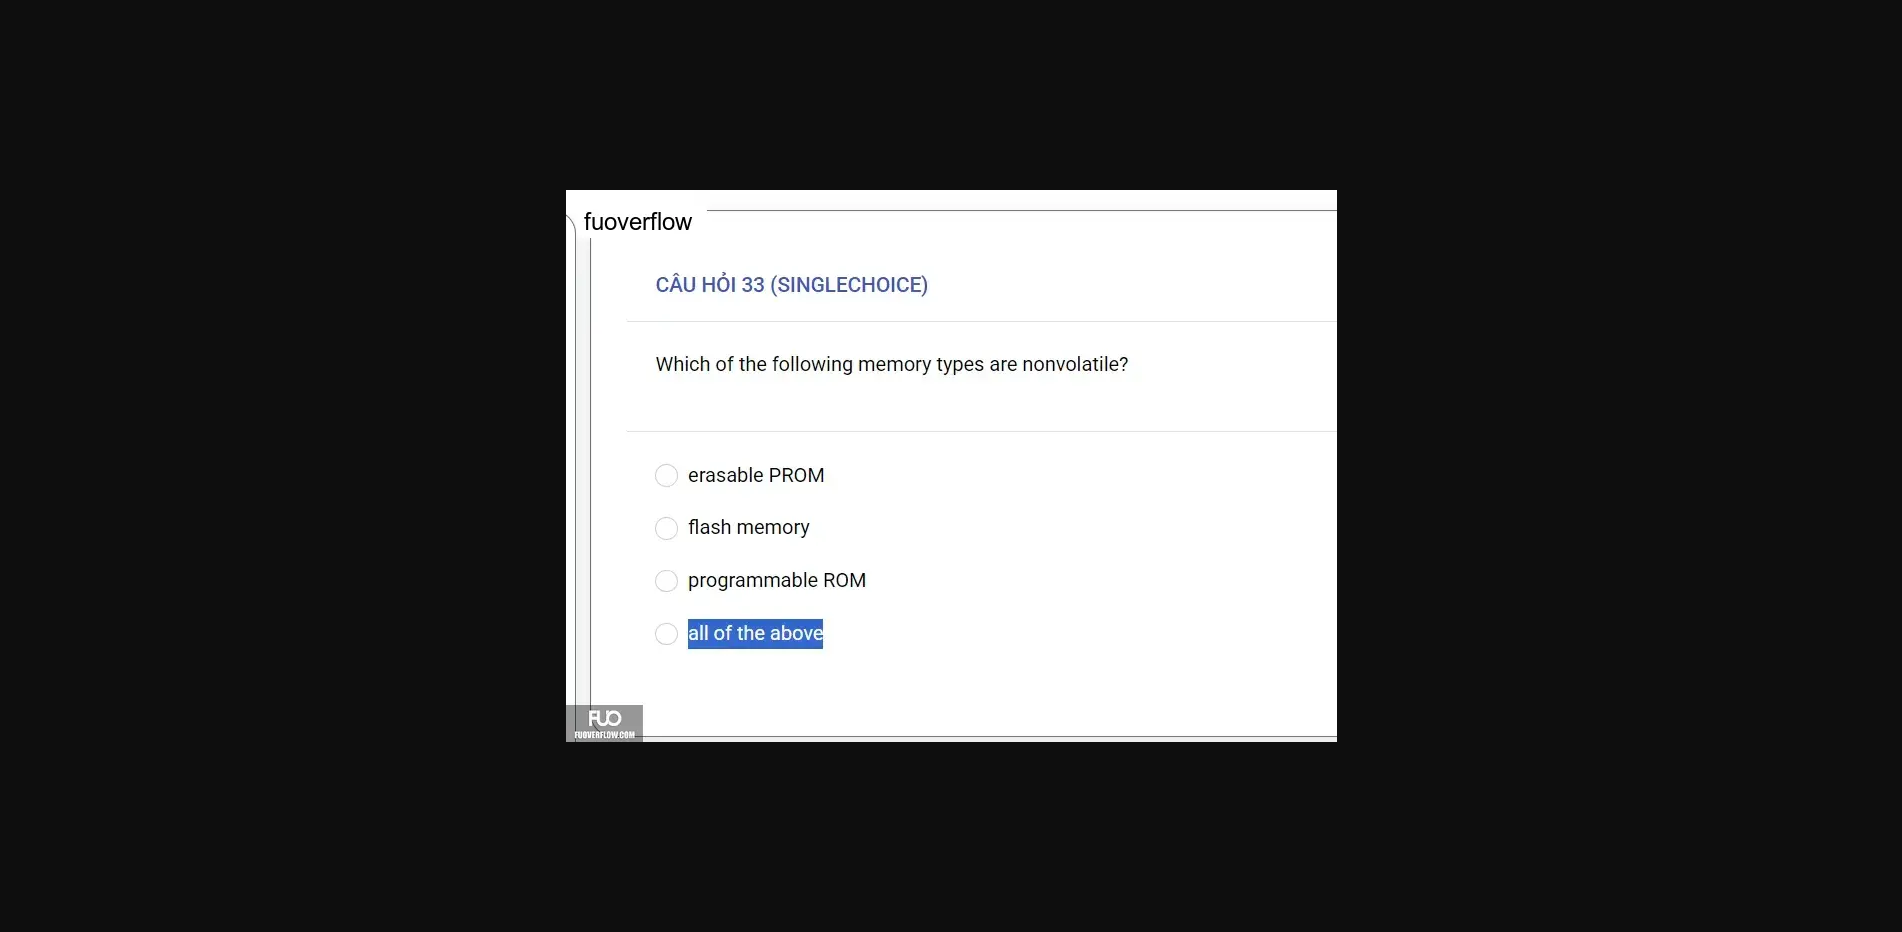 fuoverflow
CÂU HỎI 33 (SINGLECHOICE)
Which of the following memory types are nonvolatile?
erasable PROM
flash memory
programmable ROM
all of the above
FUO
FUOVERFLOW.COM